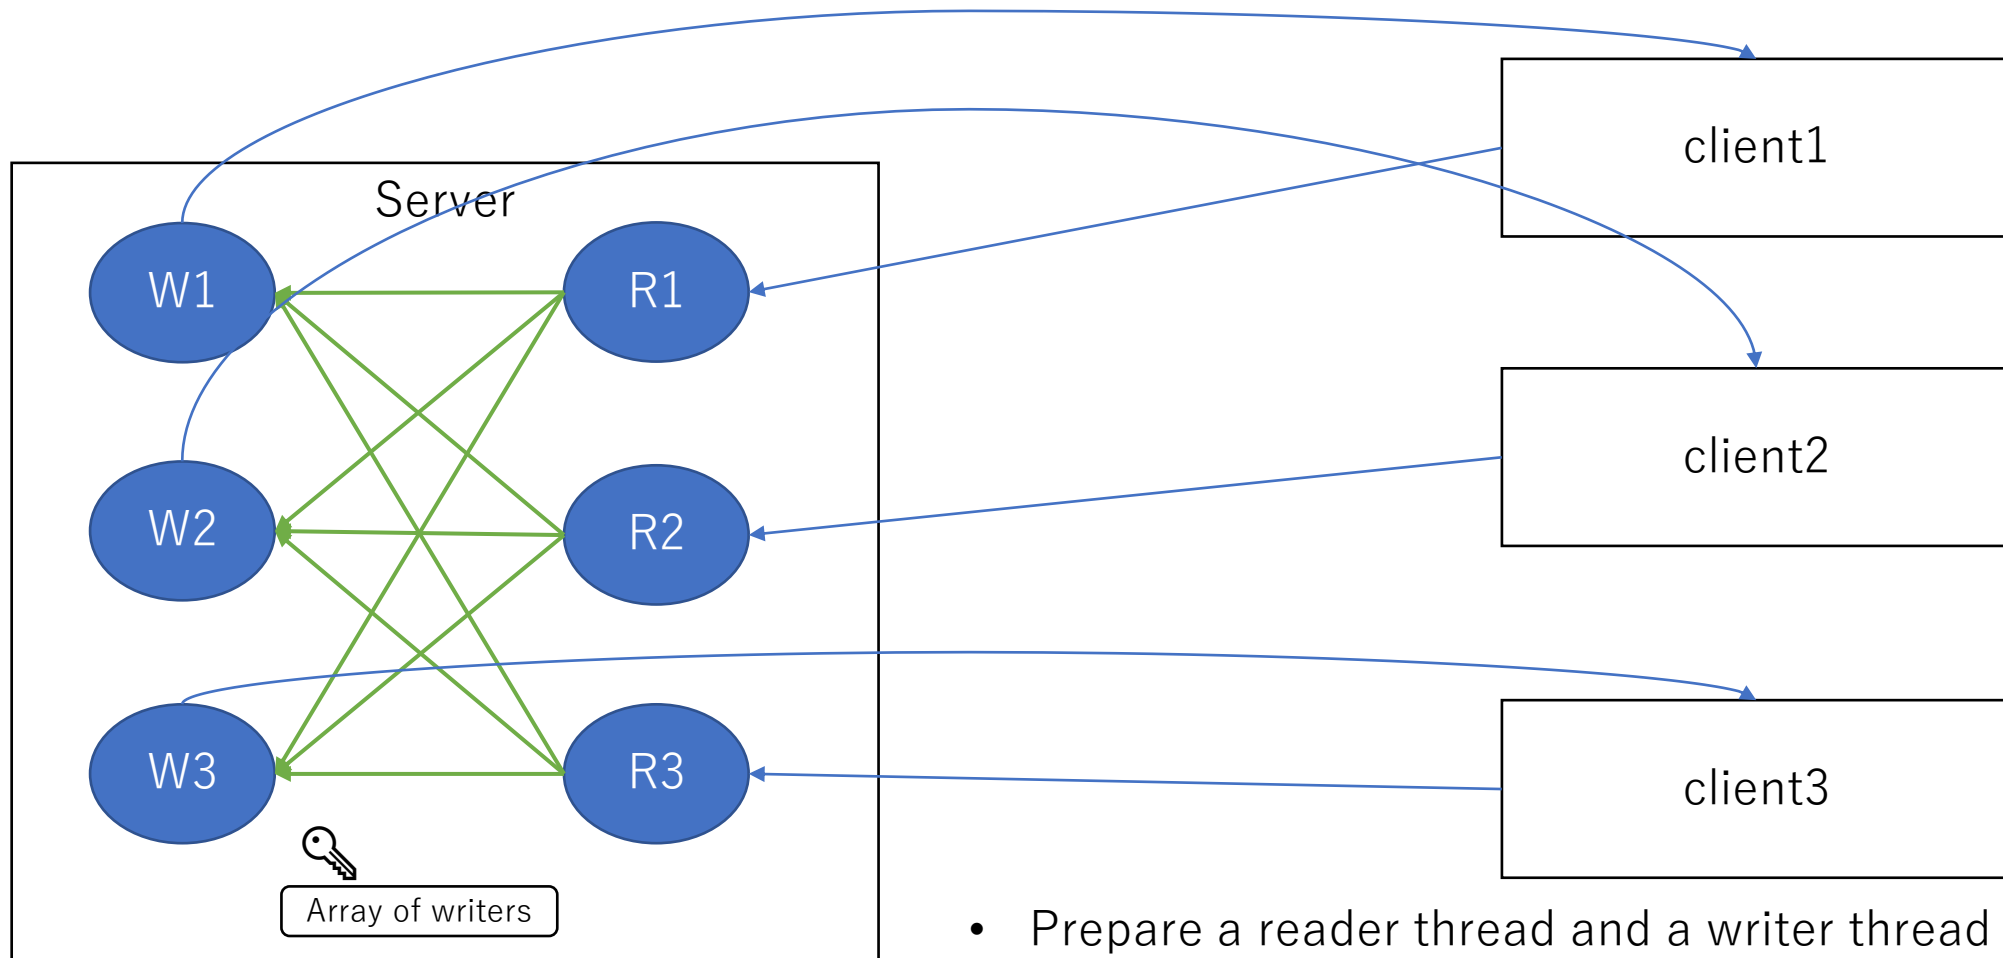 Server
client1
W1
R1
client2
W2
R2
client3
W3
R3
Array of writers
• Prepare a reader thread and a writer thread